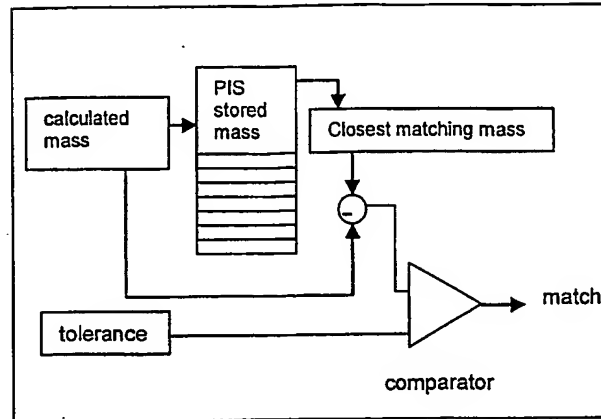 calculated
mass
PIS
stored
mass
Closest matching mass
-
tolerance
match
comparator